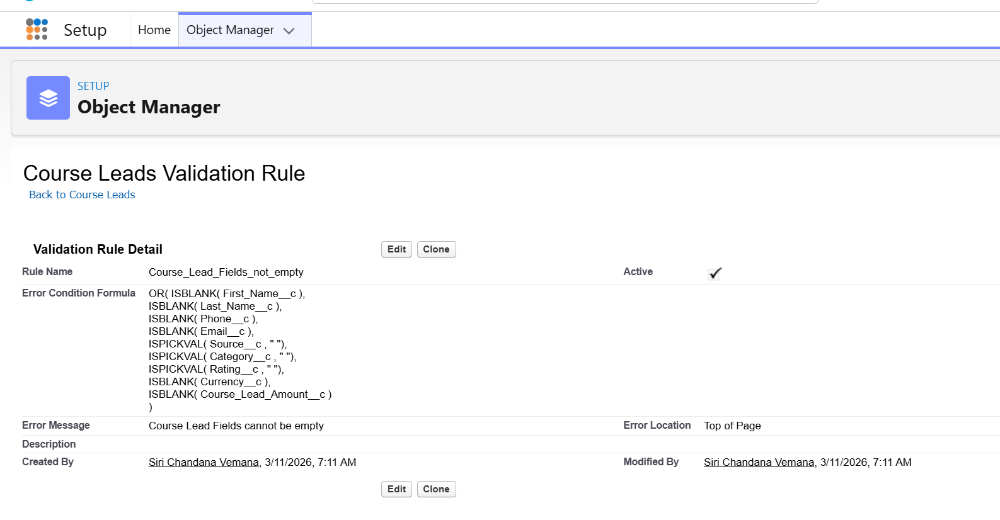 Setup
Home
Object Manager
SETUP
Object Manager
Course Leads Validation Rule
Back to Course Leads
Validation Rule Detail
Edit Clone
Rule Name Course_Lead_Fields_not_empty Active
Error Condition Formula OR( ISBLANK( First_Name__c ),
ISBLANK( Last_Name__c ),
ISBLANK( Phone__c ),
ISBLANK( Email__c ),
ISPICKVAL( Source__c , " "),
ISPICKVAL( Category__c , " "),
ISPICKVAL( Rating__c , " "),
ISBLANK( Currency__c ),
ISBLANK( Course_Lead_Amount__c )
)
Error Message Course Lead Fields cannot be empty Error Location Top of Page
Description
Created By Siri Chandana Vemana, 3/11/2026, 7:11 AM Modified By Siri Chandana Vemana, 3/11/2026, 7:11 AM
Edit Clone